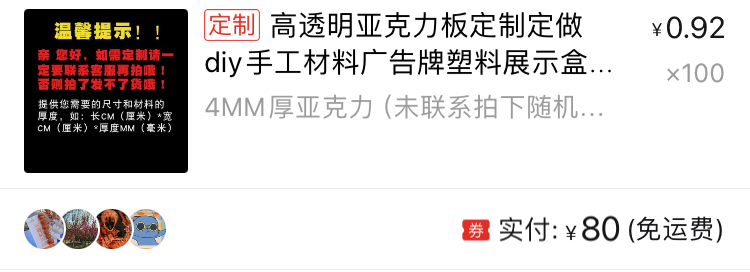 温馨提示！！
亲 您好，如需定制请一
定要联系客服再拍哦！
否则拍了发不了货哦！
提供您需要的尺寸和材料的
厚度，如：长CM（厘米）*宽
CM（厘米）*厚度MM（毫米）
定制 高透明亚克力板定制定做
diy手工材料广告牌塑料展示盒...
4MM厚亚克力（未联系拍下随机...
¥0.92
×100
券 实付: ¥80 (免运费)